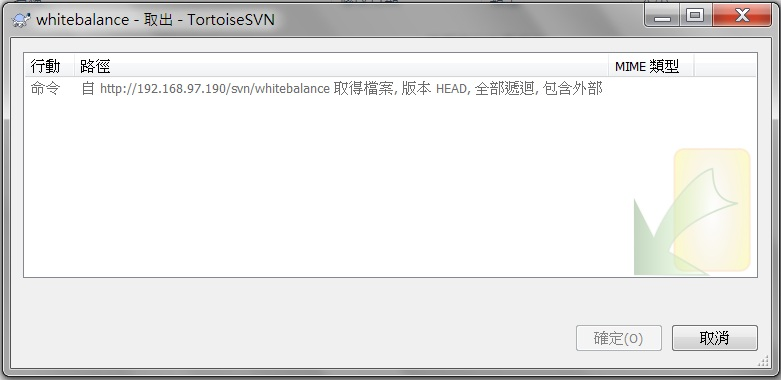 whitebalance - 取出 - TortoiseSVN
行動 路徑 MIME 類型
命令 自 http://192.168.97.190/svn/whitebalance 取得檔案, 版本 HEAD, 全部遞迴, 包含外部
確定(O) 取消